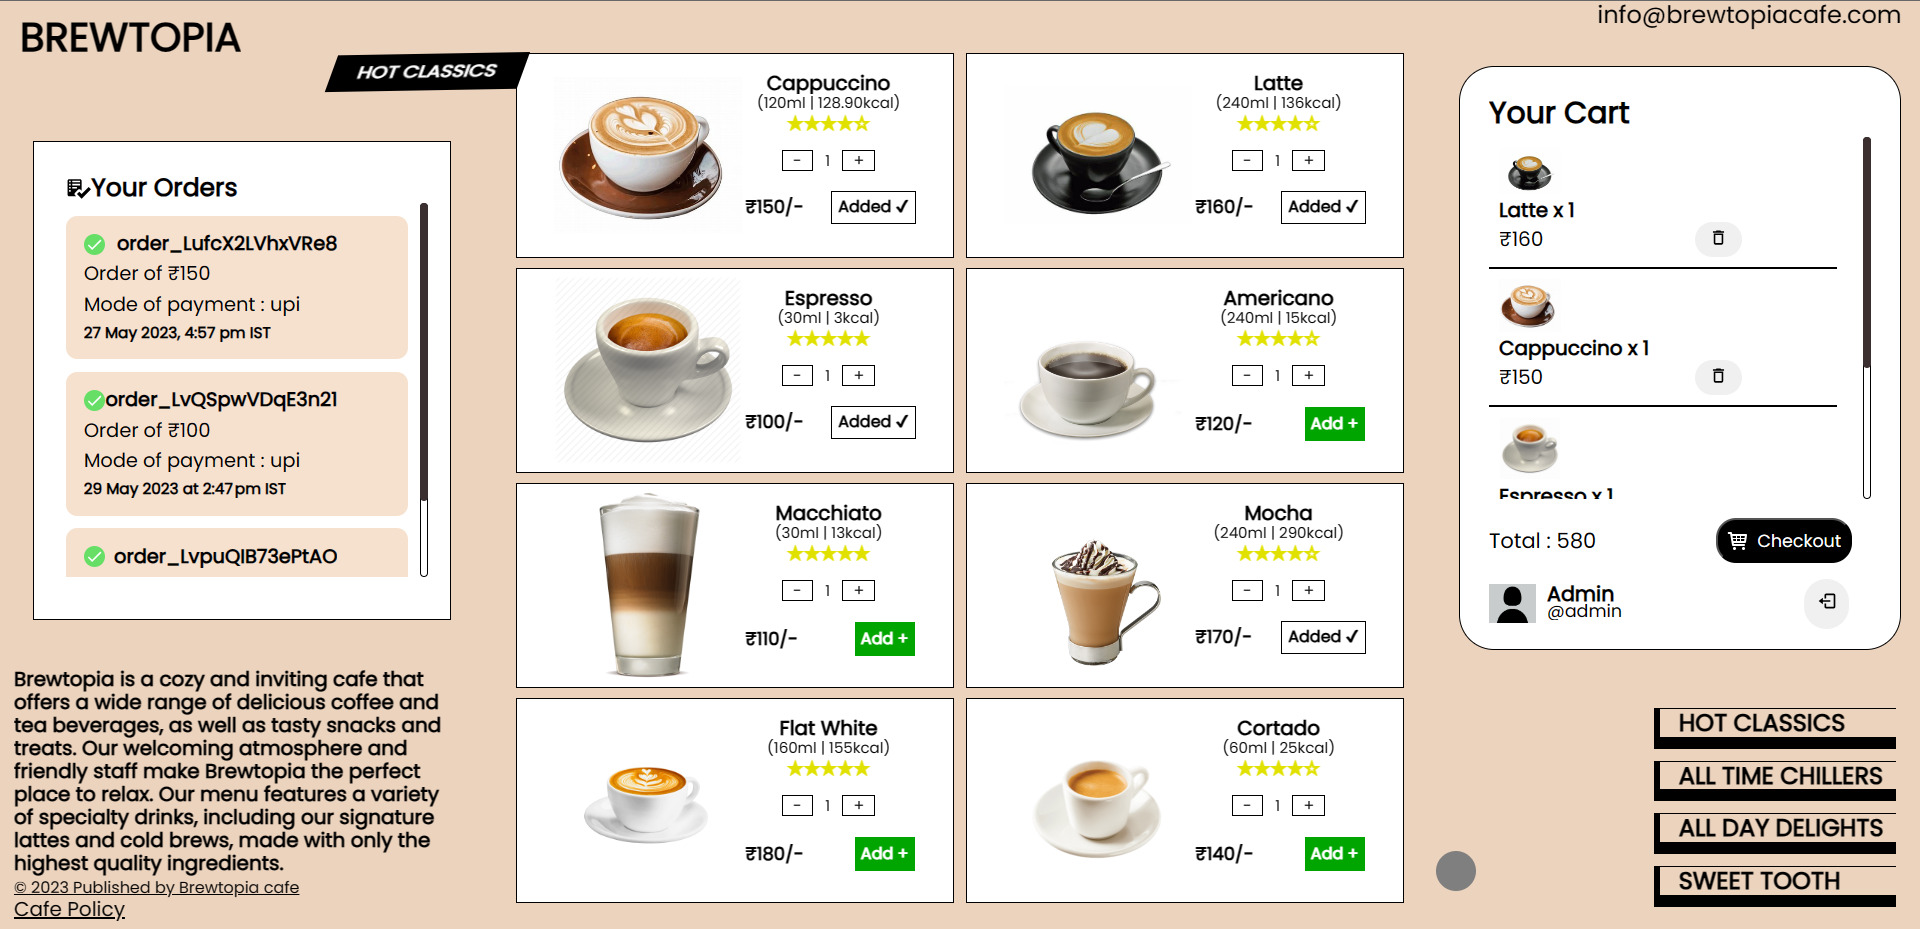 BREWTOPIA
info@brewtopiacafe.com
HOT CLASSICS
Your Orders
order_LufcX2LVhxVRe8
Order of ₹150
Mode of payment : upi
27 May 2023, 4:57 pm IST
order_LvQSpwVDqE3n21
Order of ₹100
Mode of payment : upi
29 May 2023 at 2:47 pm IST
order_LvpuQIB73ePtAO
Brewtopia is a cozy and inviting cafe that
offers a wide range of delicious coffee and
tea beverages, as well as tasty snacks and
treats. Our welcoming atmosphere and
friendly staff make Brewtopia the perfect
place to relax. Our menu features a variety
of specialty drinks, including our signature
lattes and cold brews, made with only the
highest quality ingredients.
© 2023 Published by Brewtopia cafe
Cafe Policy
Cappuccino
(120ml | 128.90kcal)
- 1 +
₹150/-
Added ✓
Latte
(240ml | 136kcal)
- 1 +
₹160/-
Added ✓
Espresso
(30ml | 3kcal)
- 1 +
₹100/-
Added ✓
Americano
(240ml | 15kcal)
- 1 +
₹120/-
Add +
Macchiato
(30ml | 13kcal)
- 1 +
₹110/-
Add +
Mocha
(240ml | 290kcal)
- 1 +
₹170/-
Added ✓
Flat White
(160ml | 155kcal)
- 1 +
₹180/-
Add +
Cortado
(60ml | 25kcal)
- 1 +
₹140/-
Add +
Your Cart
Latte x 1
₹160
Cappuccino x 1
₹150
Espresso x 1
Total : 580
Checkout
Admin
@admin
HOT CLASSICS
ALL TIME CHILLERS
ALL DAY DELIGHTS
SWEET TOOTH